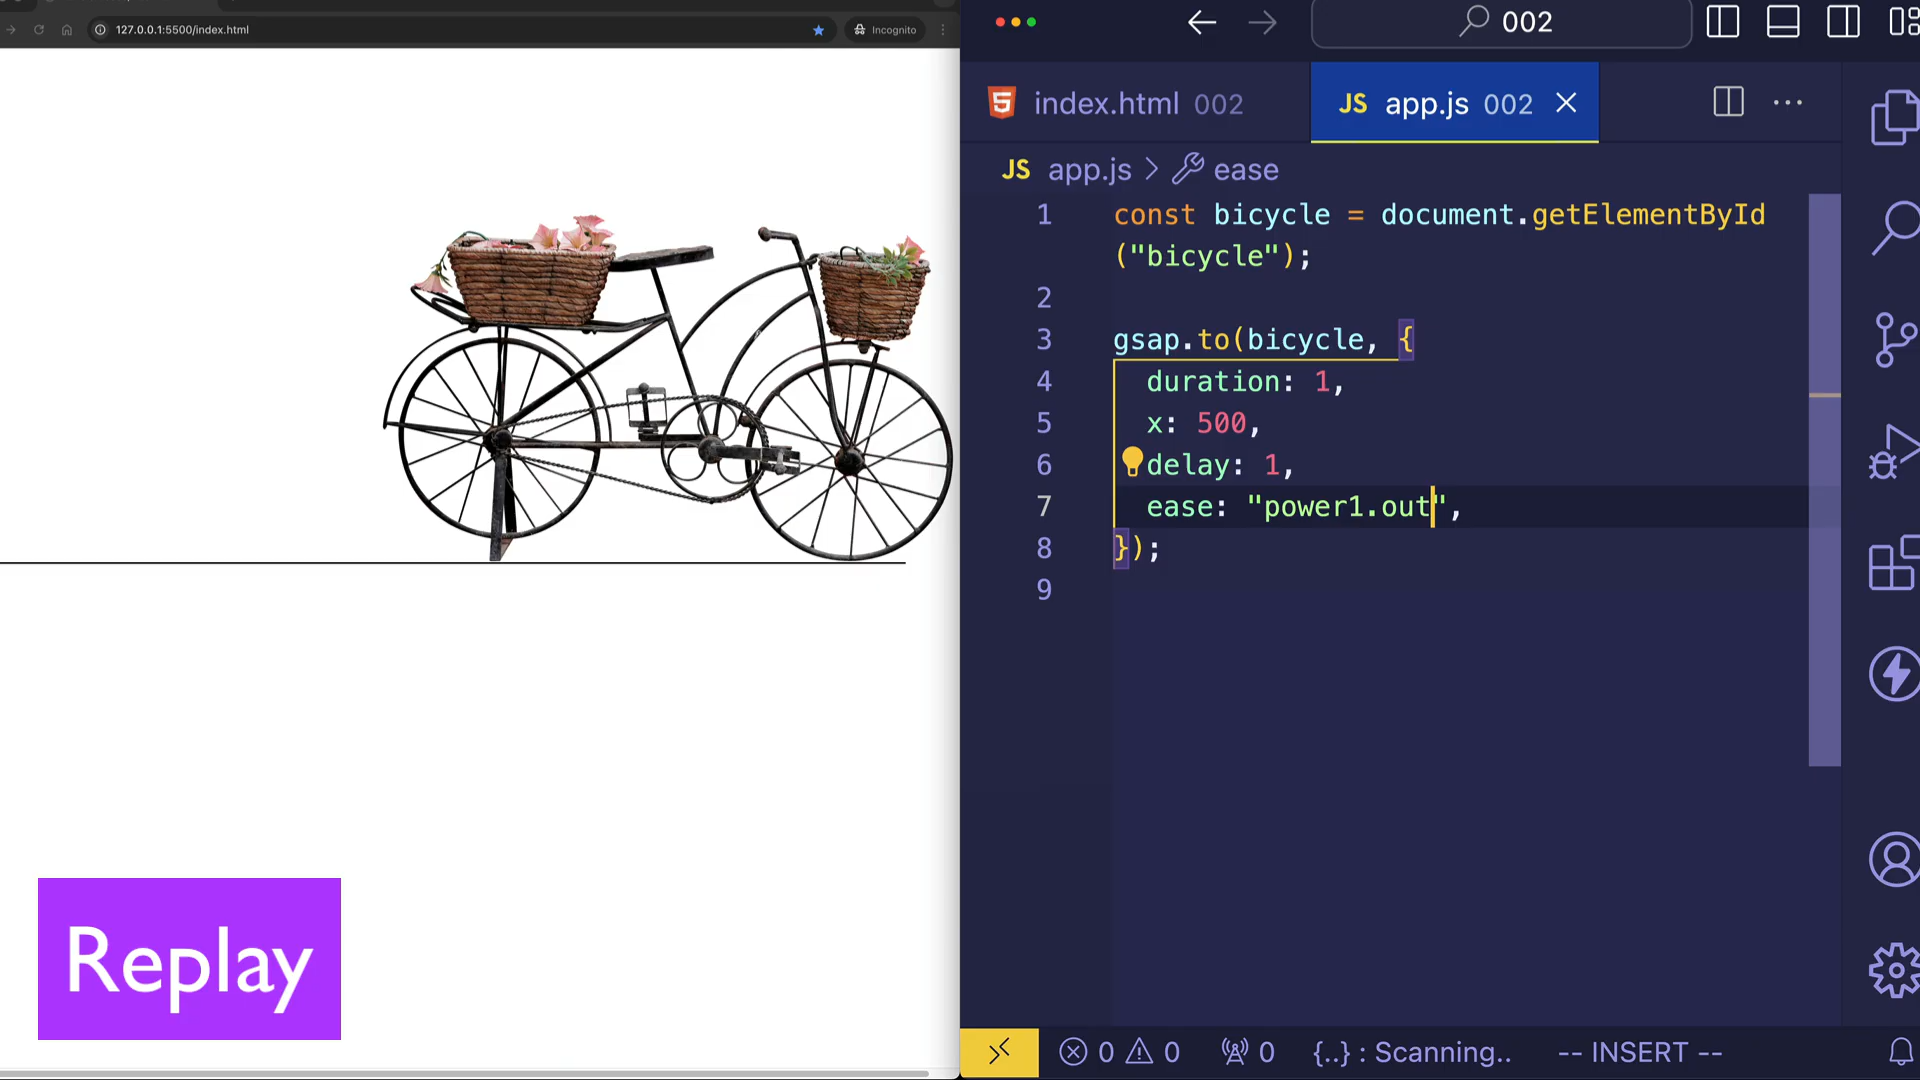 127.0.0.1:5500/index.html
Incognito
002
index.html 002
JS app.js 002
JS app.js > ease
1 const bicycle = document.getElementById
("bicycle");
2
3 gsap.to(bicycle, {
4 duration: 1,
5 x: 500,
6 delay: 1,
7 ease: "power1.out",
8 });
9
Replay
0 0 0 {..} : Scanning.. -- INSERT --